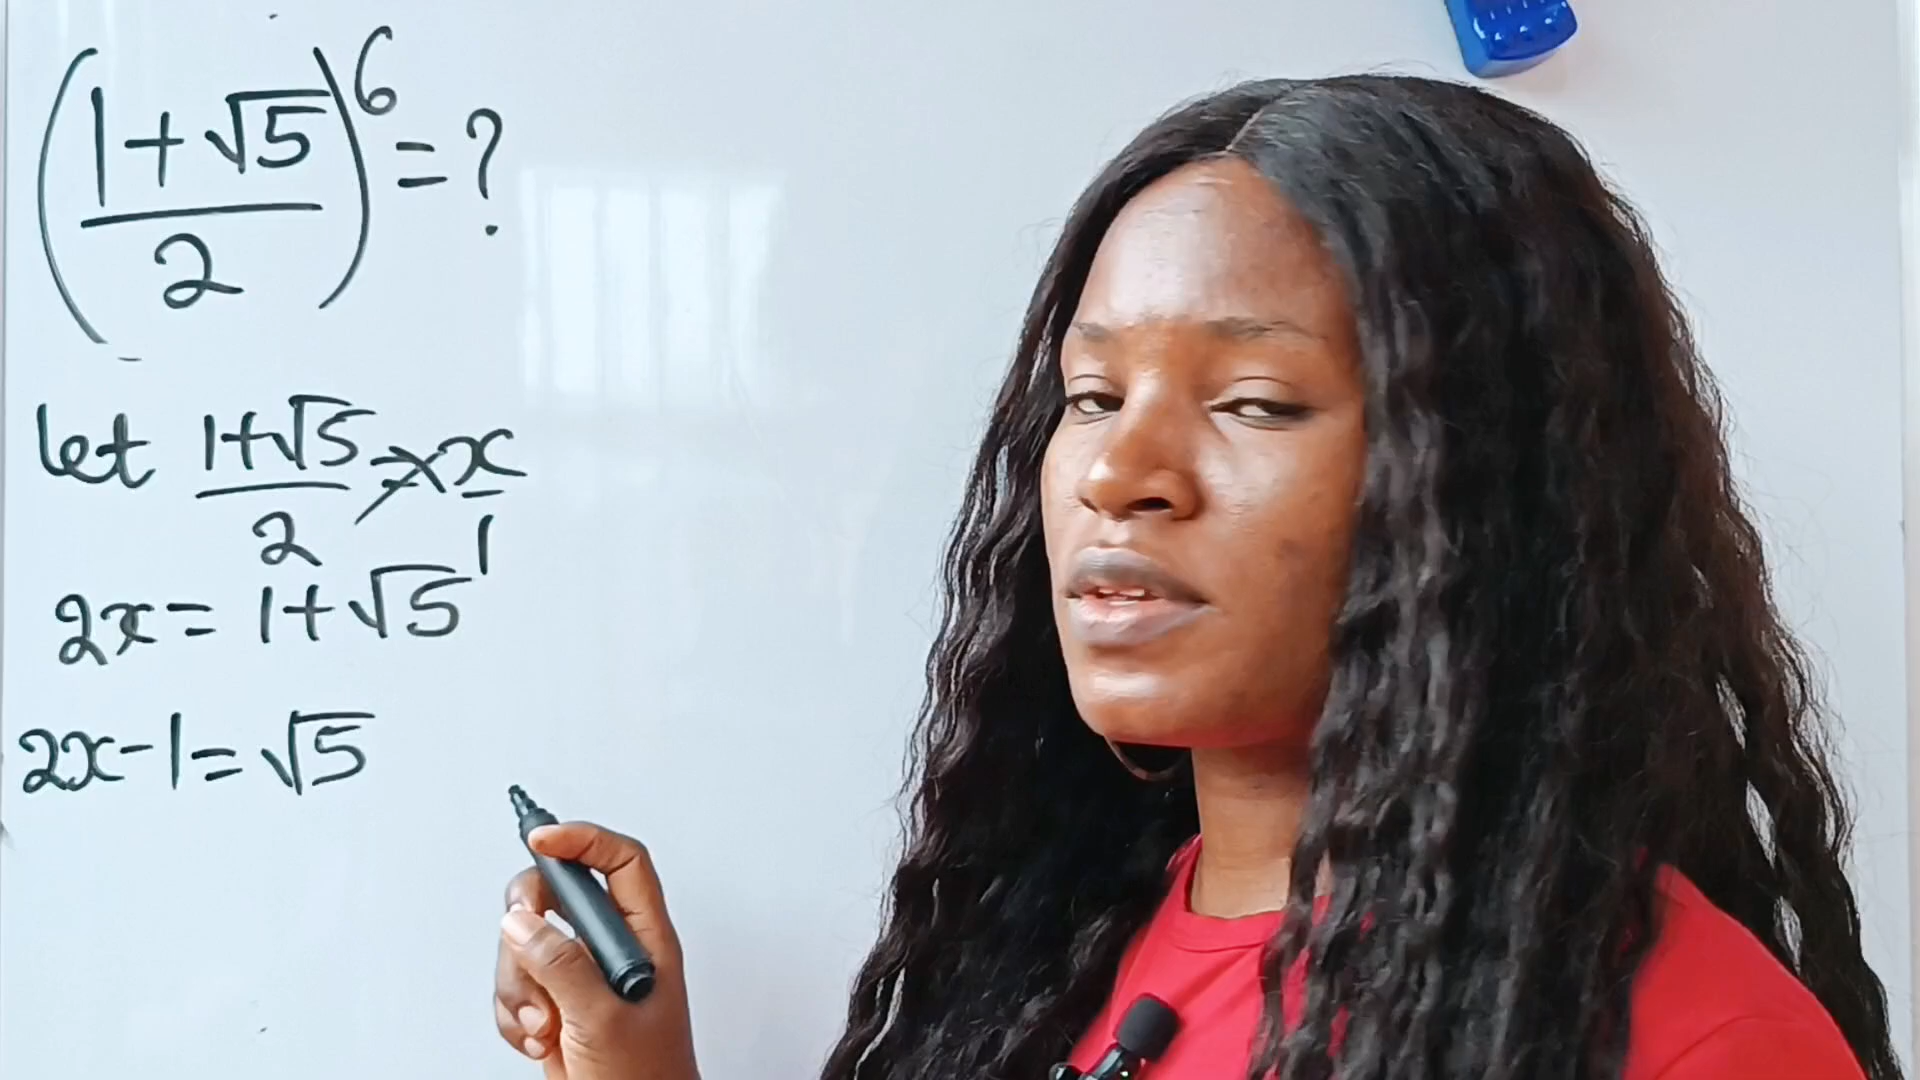 (1+√5/2)^6 = ?
let 1+√5/2 = x/1
2x = 1+√5
2x-1 = √5